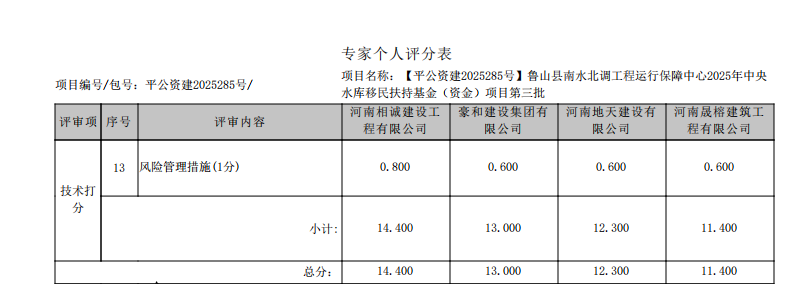 专家个人评分表
项目编号/包号: 平公资建2025285号/
项目名称: 【平公资建2025285号】鲁山县南水北调工程运行保障中心2025年中央
水库移民扶持基金（资金）项目第三批
评审项 序号 评审内容 河南相诚建设工程有限公司 豪和建设集团有限公司 河南地天建设有限公司 河南晟榕建筑工程有限公司
技术打分 13 风险管理措施(1分) 0.800 0.600 0.600 0.600
小计: 14.400 13.000 12.300 11.400
总分: 14.400 13.000 12.300 11.400